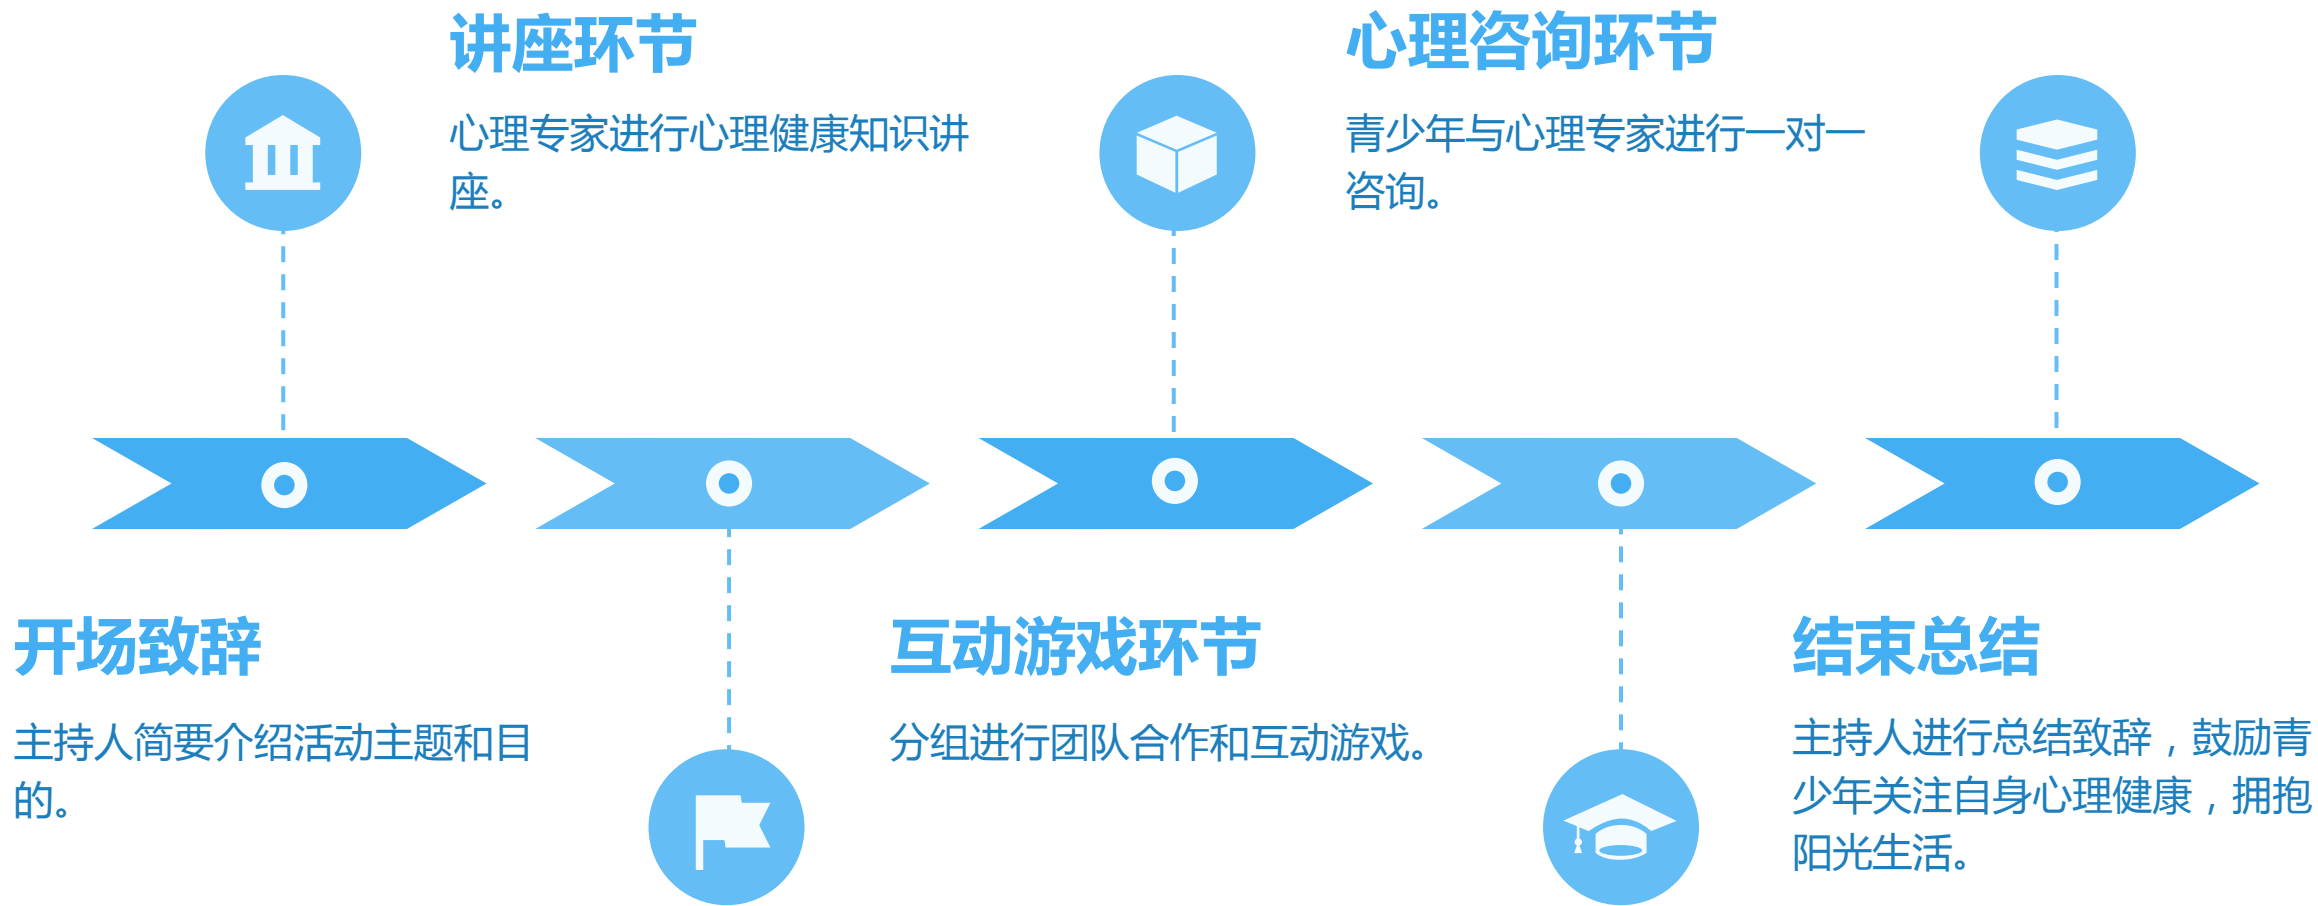 开场致辞
主持人简要介绍活动主题和目
的。
讲座环节
心理专家进行心理健康知识讲
座。
互动游戏环节
分组进行团队合作和互动游戏。
心理咨询环节
青少年与心理专家进行一对一
咨询。
结束总结
主持人进行总结致辞，鼓励青
少年关注自身心理健康，拥抱
阳光生活。